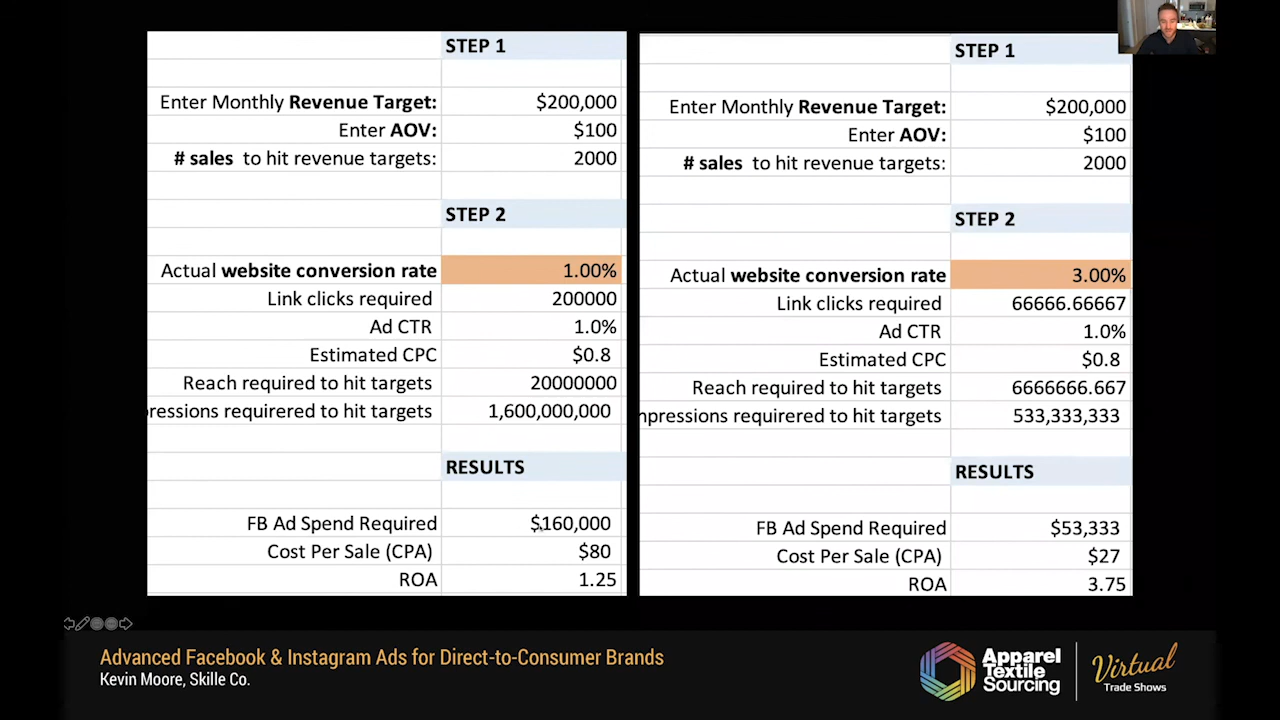 STEP 1
Enter Monthly Revenue Target: $200,000
Enter AOV: $100
# sales to hit revenue targets: 2000
STEP 2
Actual website conversion rate 1.00%
Link clicks required 200000
Ad CTR 1.0%
Estimated CPC $0.8
Reach required to hit targets 20000000
pressions requirered to hit targets 1,600,000,000
RESULTS
FB Ad Spend Required $160,000
Cost Per Sale (CPA) $80
ROA 1.25
STEP 1
Enter Monthly Revenue Target: $200,000
Enter AOV: $100
# sales to hit revenue targets: 2000
STEP 2
Actual website conversion rate 3.00%
Link clicks required 66666.66667
Ad CTR 1.0%
Estimated CPC $0.8
Reach required to hit targets 6666666.667
npressions requirered to hit targets 533,333,333
RESULTS
FB Ad Spend Required $53,333
Cost Per Sale (CPA) $27
ROA 3.75
Advanced Facebook & Instagram Ads for Direct-to-Consumer Brands
Kevin Moore, Skille Co.
Apparel
Textile
Sourcing
Virtual
Trade Shows